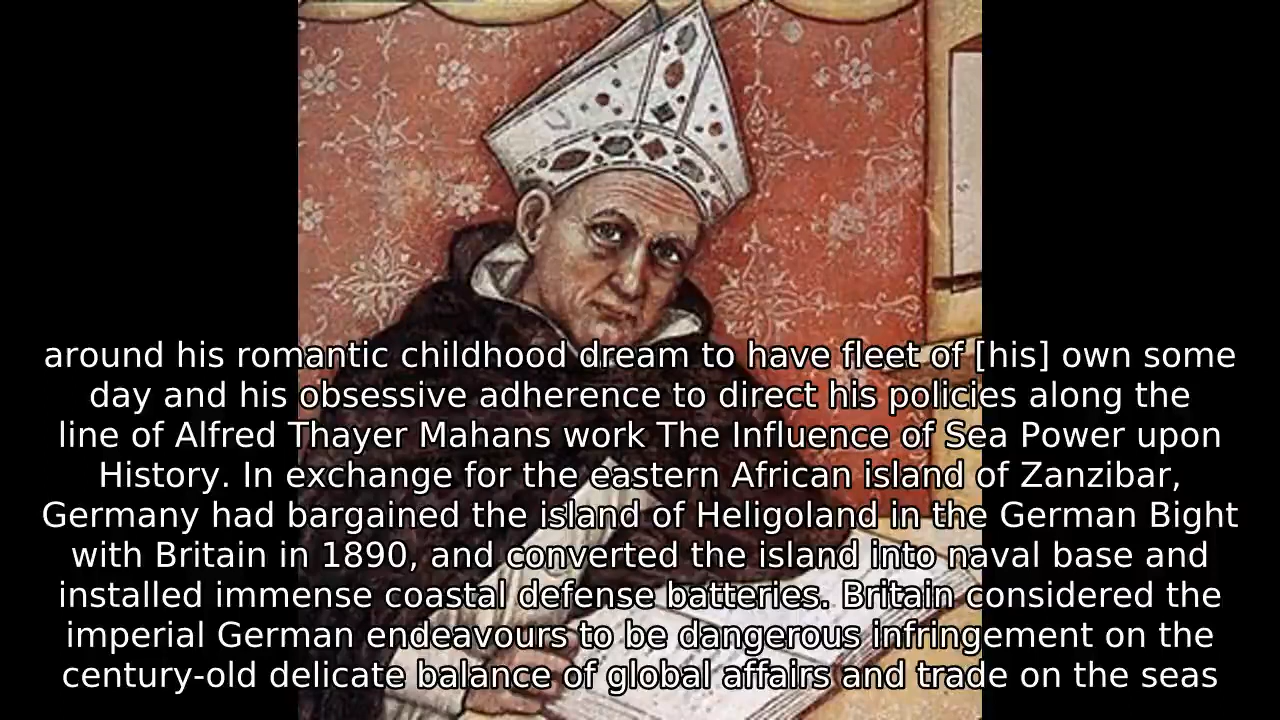 around his romantic childhood dream to have fleet of [his] own some
day and his obsessive adherence to direct his policies along the
line of Alfred Thayer Mahans work The Influence of Sea Power upon
History. In exchange for the eastern African island of Zanzibar,
Germany had bargained the island of Heligoland in the German Bight
with Britain in 1890, and converted the island into naval base and
installed immense coastal defense batteries. Britain considered the
imperial German endeavours to be dangerous infringement on the
century-old delicate balance of global affairs and trade on the seas